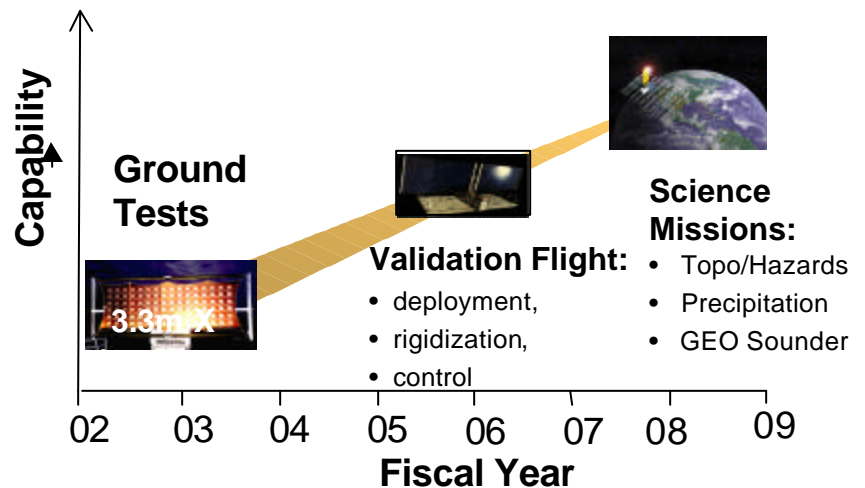 Capability
Ground
Tests
3.3m X
Validation Flight:
• deployment,
• rigidization,
• control
Science
Missions:
• Topo/Hazards
• Precipitation
• GEO Sounder
02 03 04 05 06 07 08 09
Fiscal Year